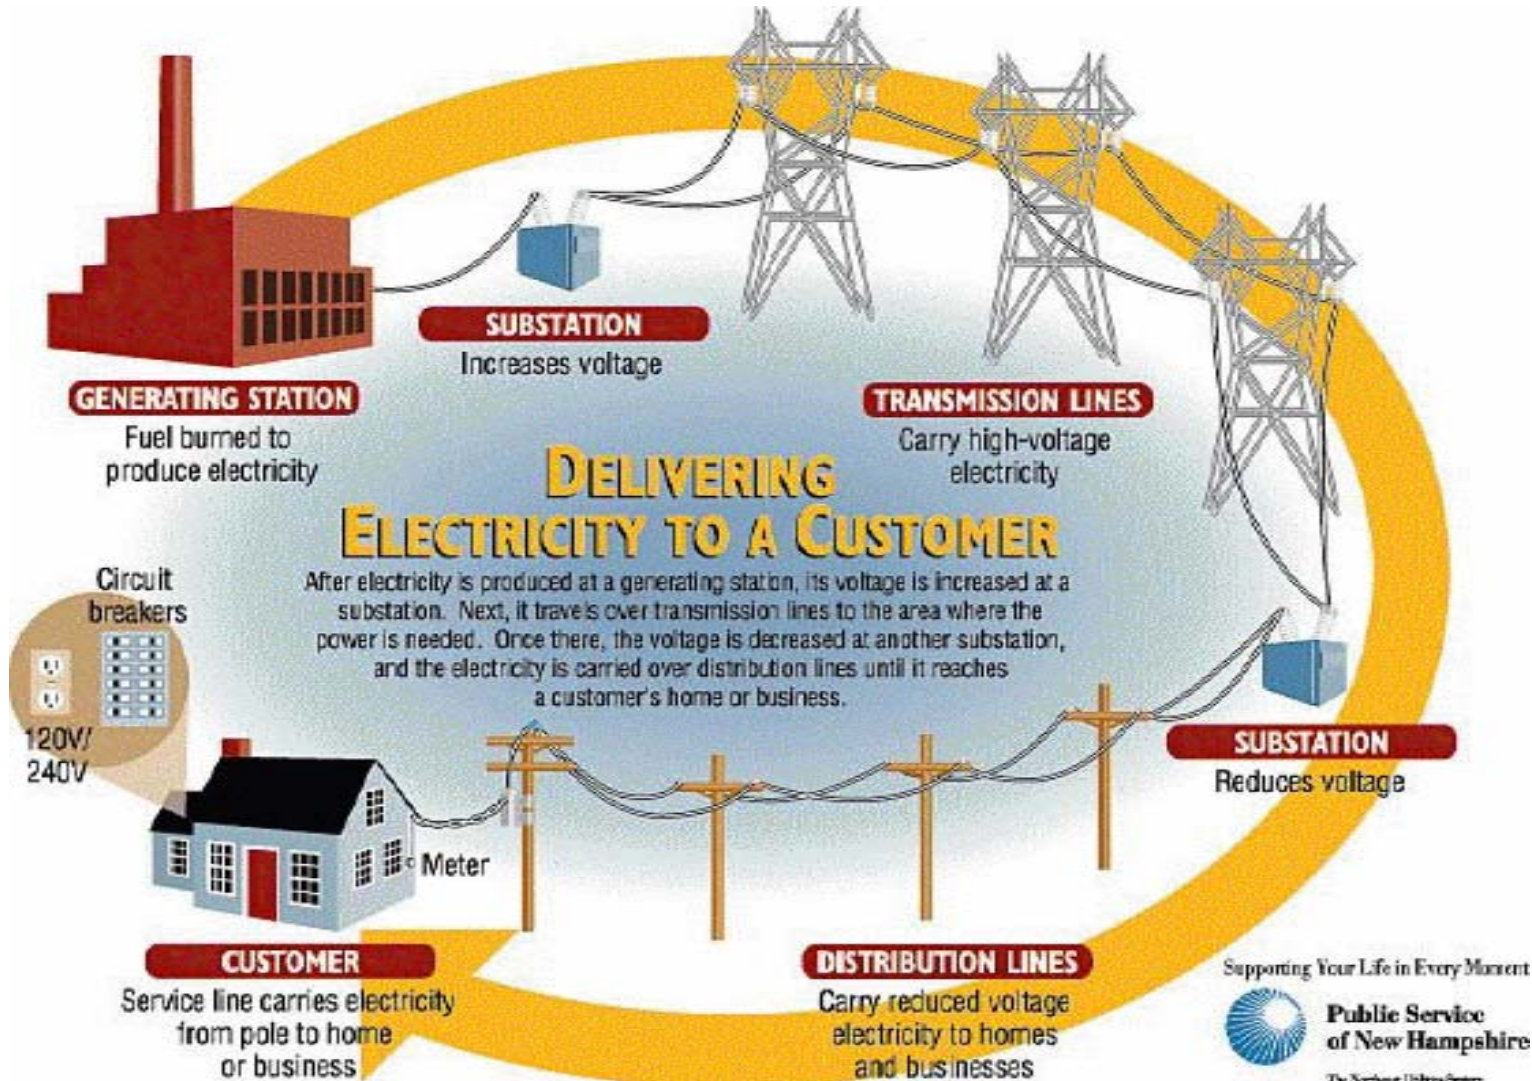 SUBSTATION
Increases voltage
GENERATING STATION
Fuel burned to
produce electricity
TRANSMISSION LINES
Carry high-voltage
electricity
DELIVERING
ELECTRICITY TO A CUSTOMER
After electricity is produced at a generating station, its voltage is increased at a
substation. Next, it travels over transmission lines to the area where the
power is needed. Once there, the voltage is decreased at another substation,
and the electricity is carried over distribution lines until it reaches
a customer's home or business.
Circuit
breakers
120V/
240V
SUBSTATION
Reduces voltage
Meter
CUSTOMER
Service line carries electricity
from pole to home
or business
DISTRIBUTION LINES
Carry reduced voltage
electricity to homes
and businesses
Supporting Your Life in Every Moment
Public Service
of New Hampshire